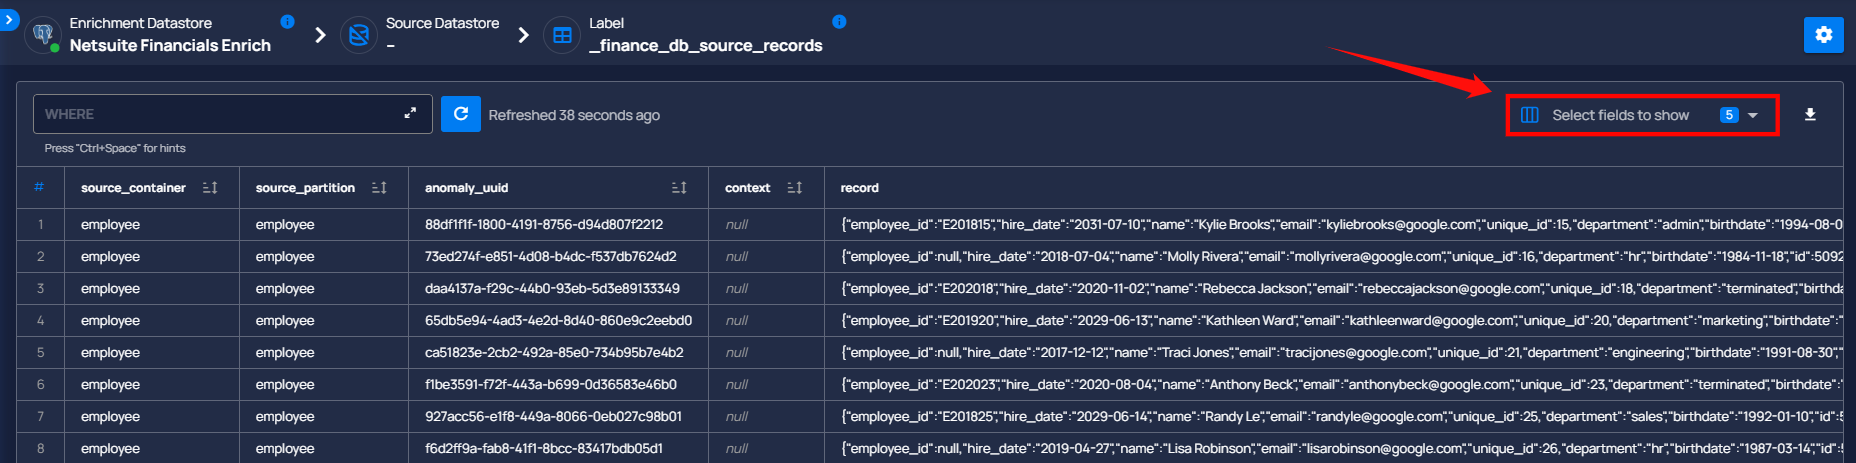 Enrichment Datastore
Netsuite Financials Enrich
Source Datastore
–
Label
_finance_db_source_records
WHERE
Refreshed 38 seconds ago
Select fields to show 5
Press "Ctrl+Space" for hints
# source_container source_partition anomaly_uuid context record
1 employee employee 88df1f1f-1800-4191-8756-d94d807f2212 null {"employee_id":"E201815","hire_date":"2031-07-10","name":"Kylie Brooks","email":"kyliebrooks@google.com","unique_id":15,"department":"admin","birthdate":"1994-08-0
2 employee employee 73ed274f-e851-4d08-b4dc-f537db7624d2 null {"employee_id":null,"hire_date":"2018-07-04","name":"Molly Rivera","email":"mollyrivera@google.com","unique_id":16,"department":"hr","birthdate":"1984-11-18","id":5092
3 employee employee daa4137a-f29c-44b0-93eb-5d3e89133349 null {"employee_id":"E202018","hire_date":"2020-11-02","name":"Rebecca Jackson","email":"rebeccajackson@google.com","unique_id":18,"department":"terminated","birthda
4 employee employee 65db5e94-4ad3-4e2d-8d40-860e9c2eebd0 null {"employee_id":"E201920","hire_date":"2029-06-13","name":"Kathleen Ward","email":"kathleenward@google.com","unique_id":20,"department":"marketing","birthdate":"
5 employee employee ca51823e-2cb2-492a-85e0-734b95b7e4b2 null {"employee_id":null,"hire_date":"2017-12-12","name":"Traci Jones","email":"tracijones@google.com","unique_id":21,"department":"engineering","birthdate":"1991-08-30","
6 employee employee f1be3591-f72f-443a-b699-0d36583e46b0 null {"employee_id":"E202023","hire_date":"2020-08-04","name":"Anthony Beck","email":"anthonybeck@google.com","unique_id":23,"department":"terminated","birthdate":"
7 employee employee 927acc56-e1f8-449a-8066-0eb027c98b01 null {"employee_id":"E201825","hire_date":"2029-06-14","name":"Randy Le","email":"randyle@google.com","unique_id":25,"department":"sales","birthdate":"1992-01-10","id":5
8 employee employee f6d2ff9a-fab8-41f1-8bcc-83417bdb05d1 null {"employee_id":null,"hire_date":"2019-04-27","name":"Lisa Robinson","email":"lisarobinson@google.com","unique_id":26,"department":"hr","birthdate":"1987-03-14","id":